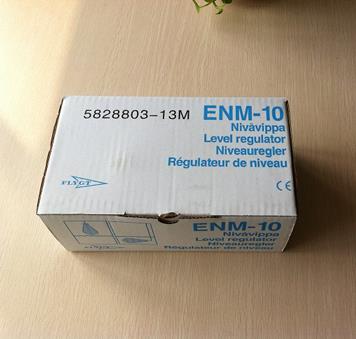 5828803-13M ENM-10
Nivåvippa
Level regulator
Niveauregler
Régulateur de niveau
FLYGT
CE
ENM-10
Nivåvippa
Level regulator
Niveauregler
Régulateur de niveau